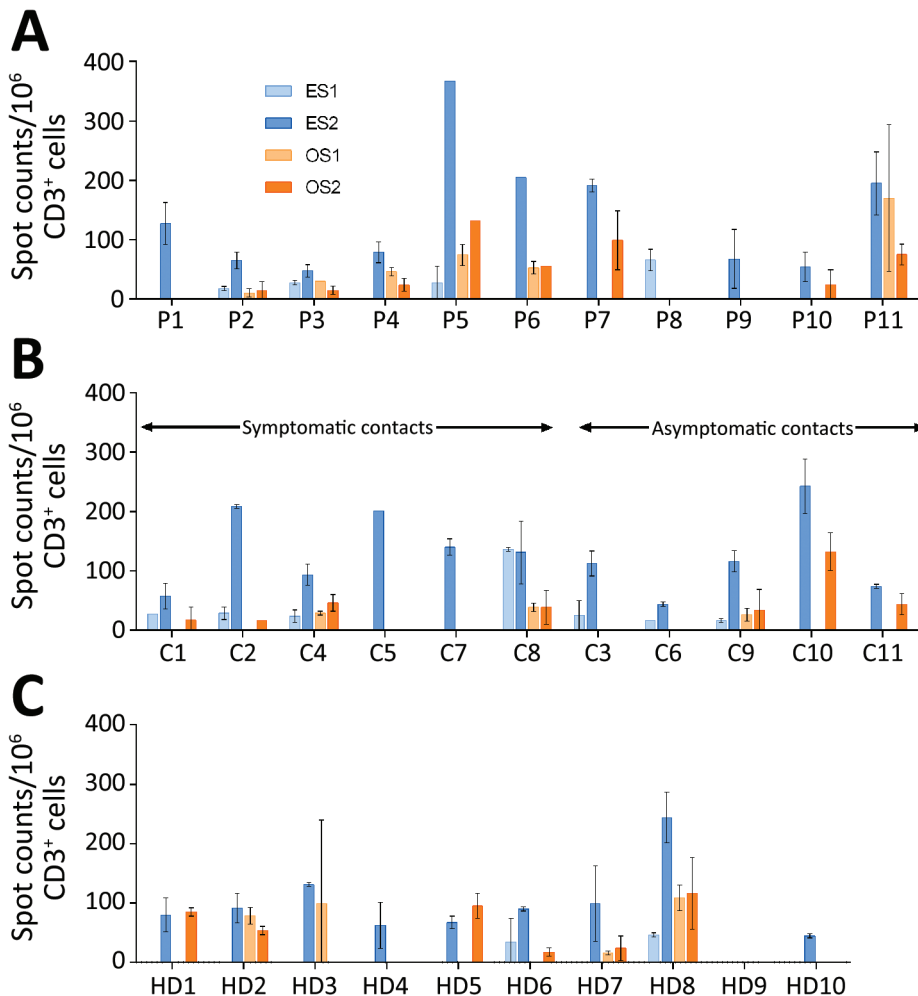 A
Spot counts/10⁶
CD3⁺ cells
400
300
200
100
0
ES1
ES2
OS1
OS2
P1 P2 P3 P4 P5 P6 P7 P8 P9 P10 P11
B
Spot counts/10⁶
CD3⁺ cells
400
300
200
100
0
Symptomatic contacts
Asymptomatic contacts
C1 C2 C4 C5 C7 C8 C3 C6 C9 C10 C11
C
Spot counts/10⁶
CD3⁺ cells
400
300
200
100
0
HD1 HD2 HD3 HD4 HD5 HD6 HD7 HD8 HD9 HD10